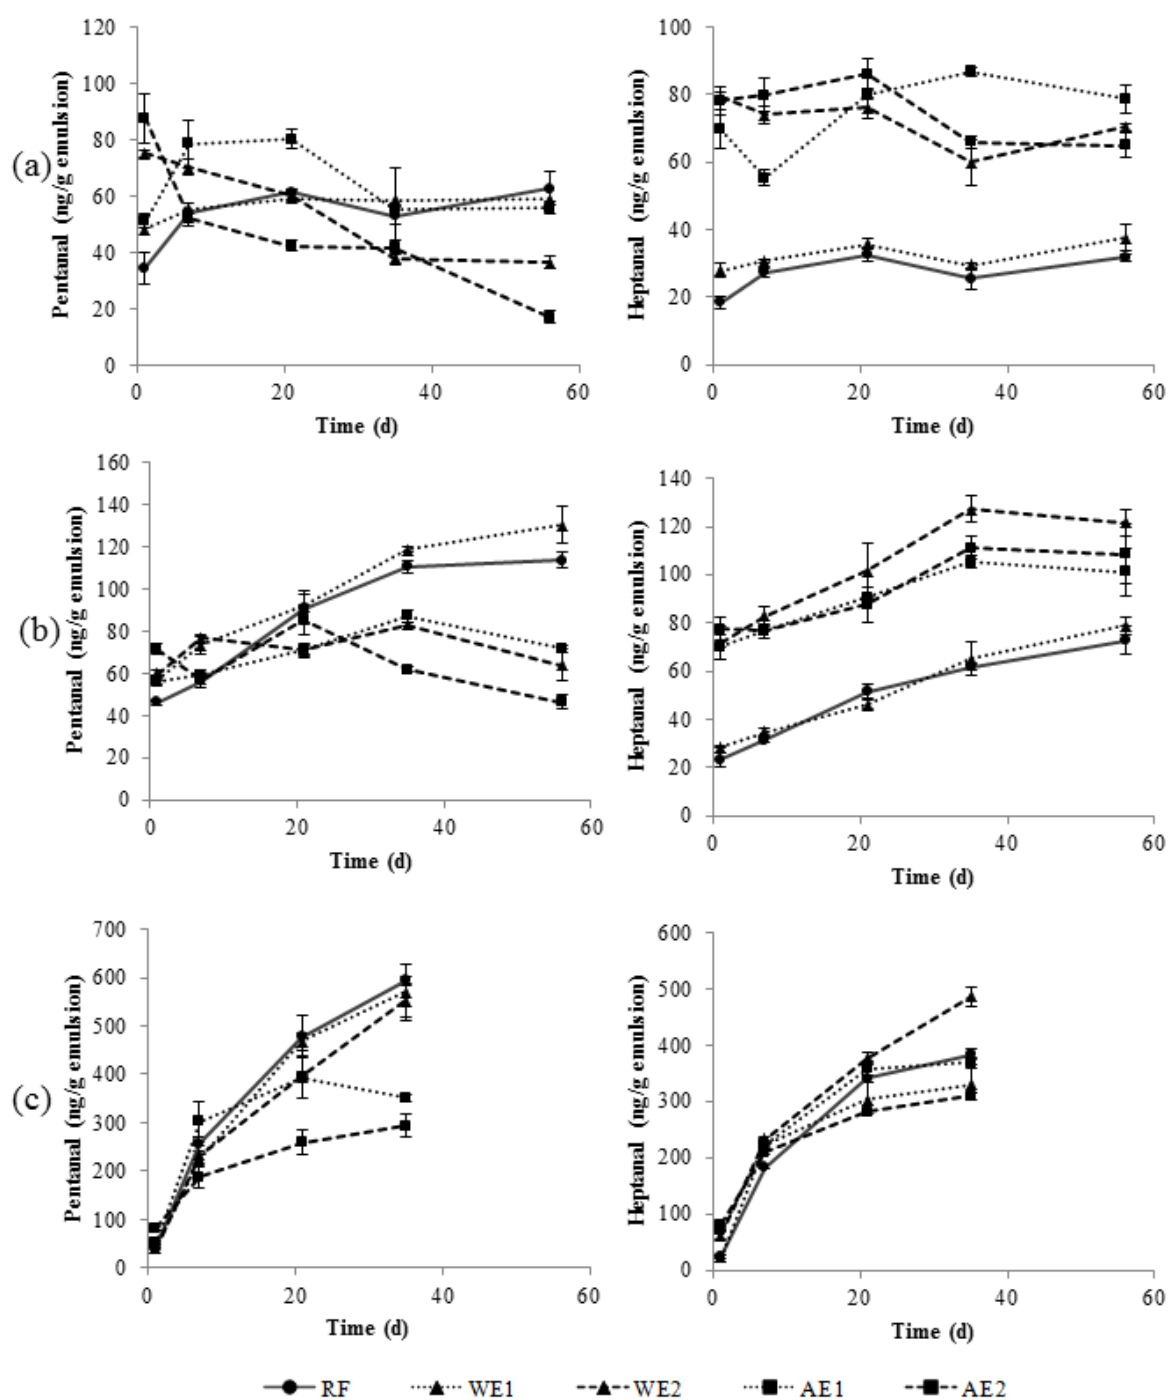 (a)
Pentanal (ng/g emulsion)
120
100
80
60
40
20
0
0 20 40 60
Time (d)
Heptanal (ng/g emulsion)
100
80
60
40
20
0
0 20 40 60
Time (d)
(b)
Pentanal (ng/g emulsion)
160
140
120
100
80
60
40
20
0
0 20 40 60
Time (d)
Heptanal (ng/g emulsion)
140
120
100
80
60
40
20
0
0 20 40 60
Time (d)
(c)
Pentanal (ng/g emulsion)
700
600
500
400
300
200
100
0
0 20 40 60
Time (d)
Heptanal (ng/g emulsion)
600
500
400
300
200
100
0
0 20 40 60
Time (d)
RF WE1 WE2 AE1 AE2